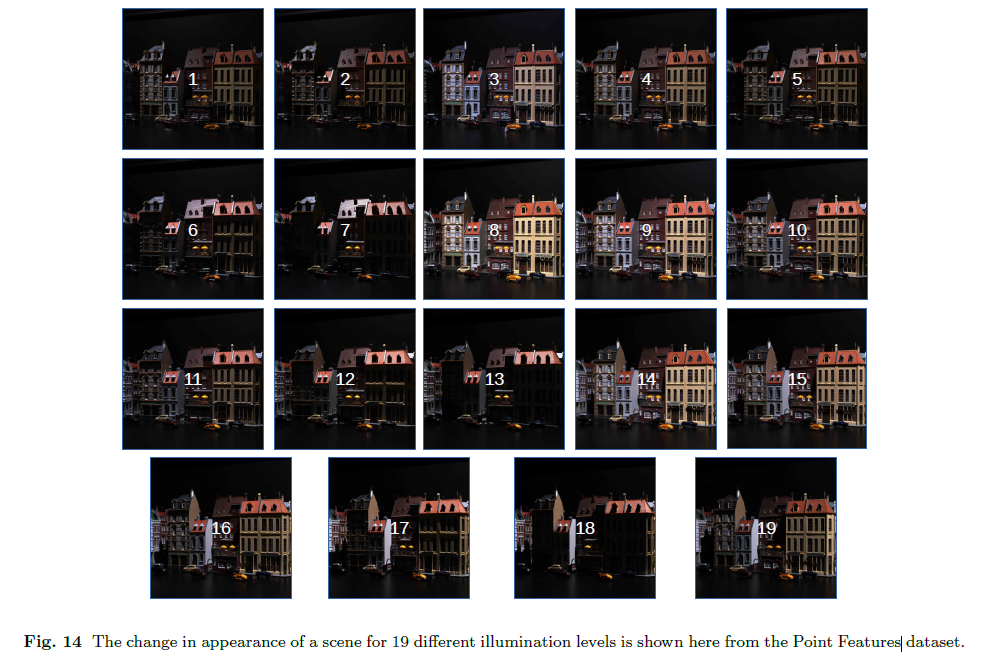 1 2 3 4 5
6 7 8 9 10
11 12 13 14 15
16 17 18 19
Fig. 14 The change in appearance of a scene for 19 different illumination levels is shown here from the Point Features dataset.